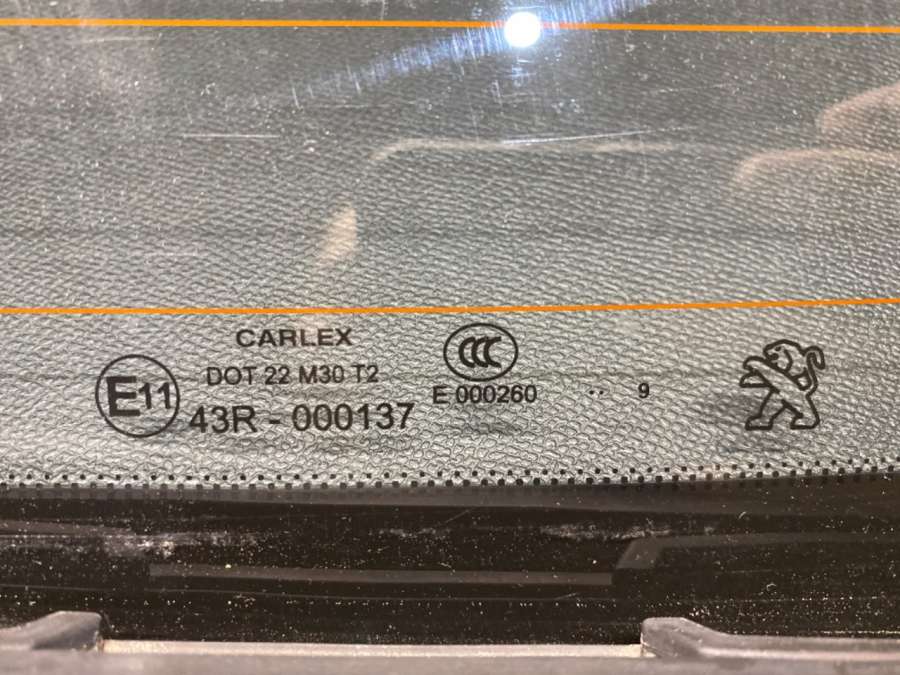 CARLEX
DOT 22 M30 T2
E11
43R - 000137
CCC
E 000260
.. 9